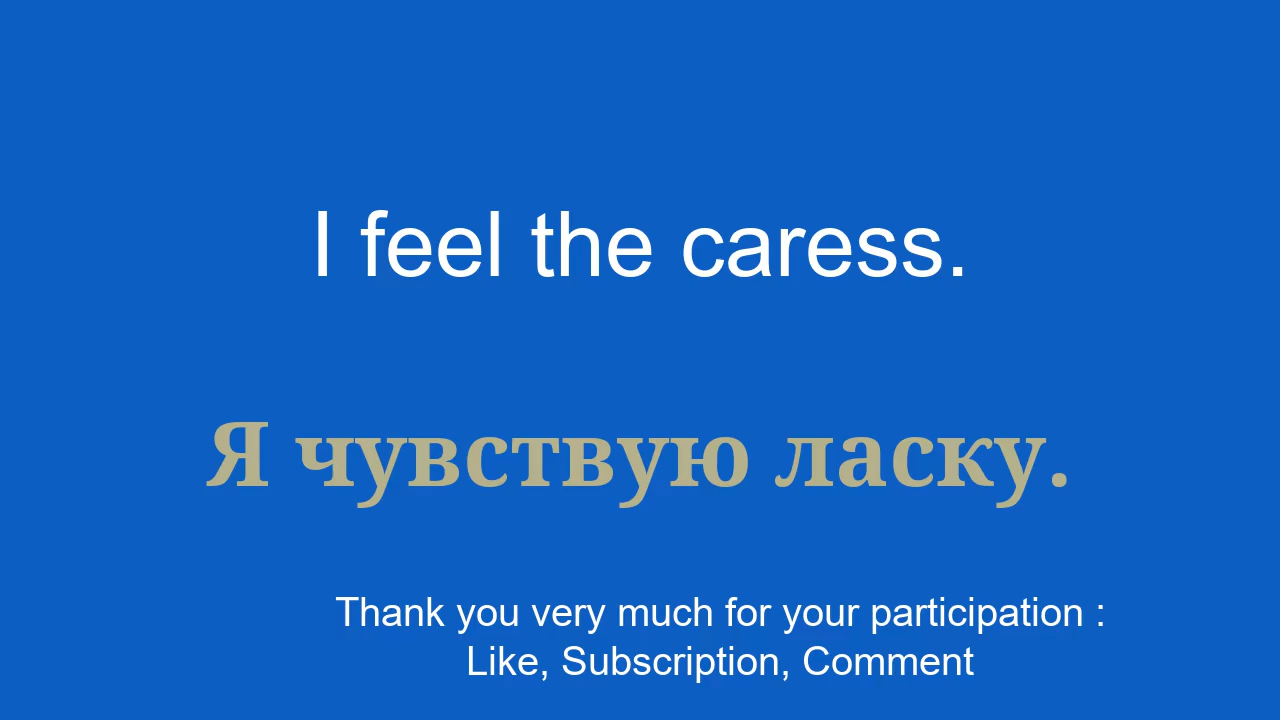 I feel the caress.
Я чувствую ласку.
Thank you very much for your participation :
Like, Subscription, Comment